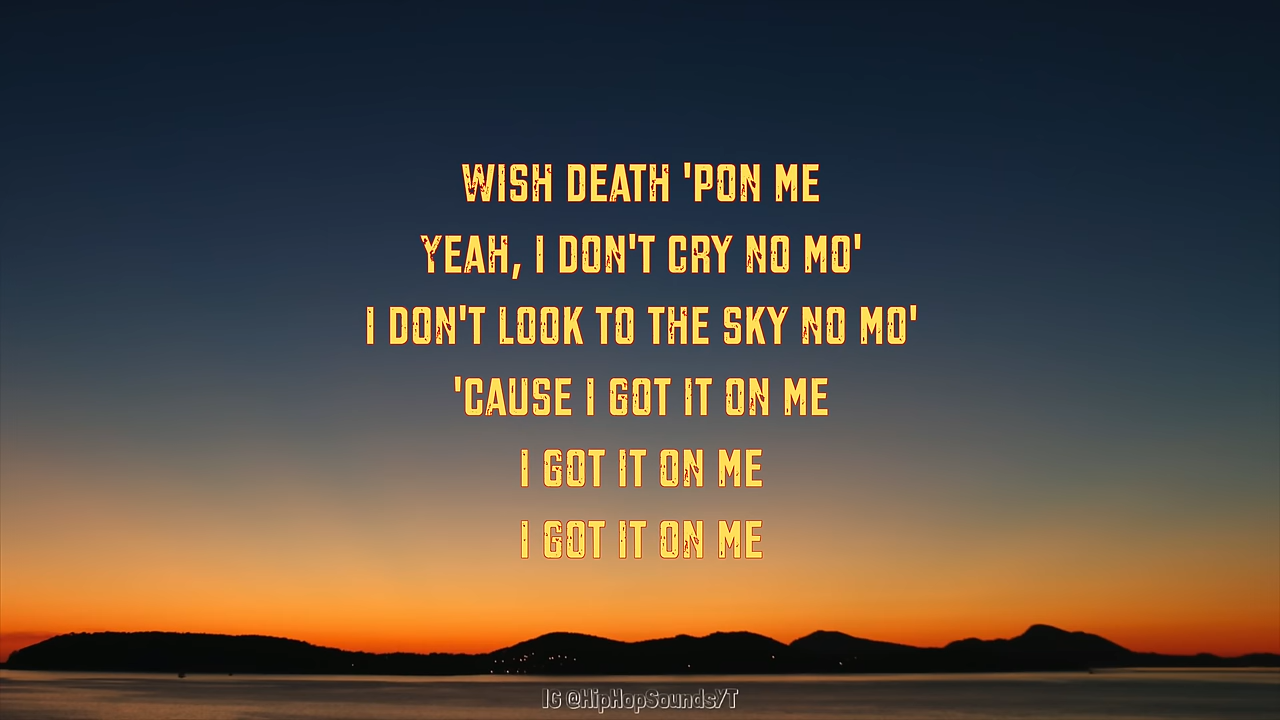 WISH DEATH 'PON ME
YEAH, I DON'T CRY NO MO'
I DON'T LOOK TO THE SKY NO MO'
'CAUSE I GOT IT ON ME
I GOT IT ON ME
I GOT IT ON ME
IG @HipHopSoundsYT